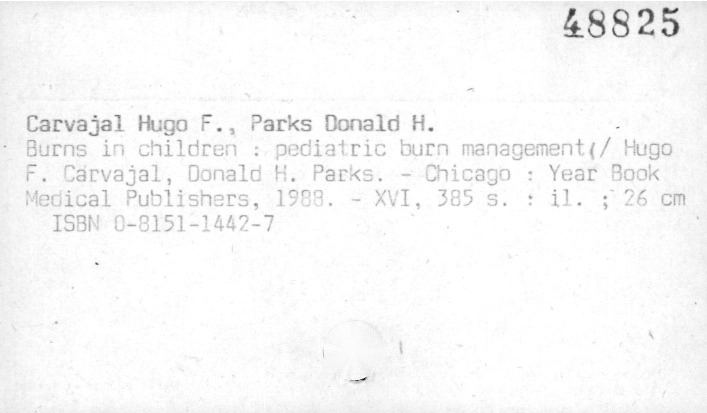 48825
Carvajal Hugo F., Parks Donald H.
Burns in children : pediatric burn management(/ Hugo
F. Carvajal, Donald H. Parks. - Chicago : Year Book
Medical Publishers, 1988. - XVI, 385 s. : il. ; 26 cm
ISBN 0-8151-1442-7